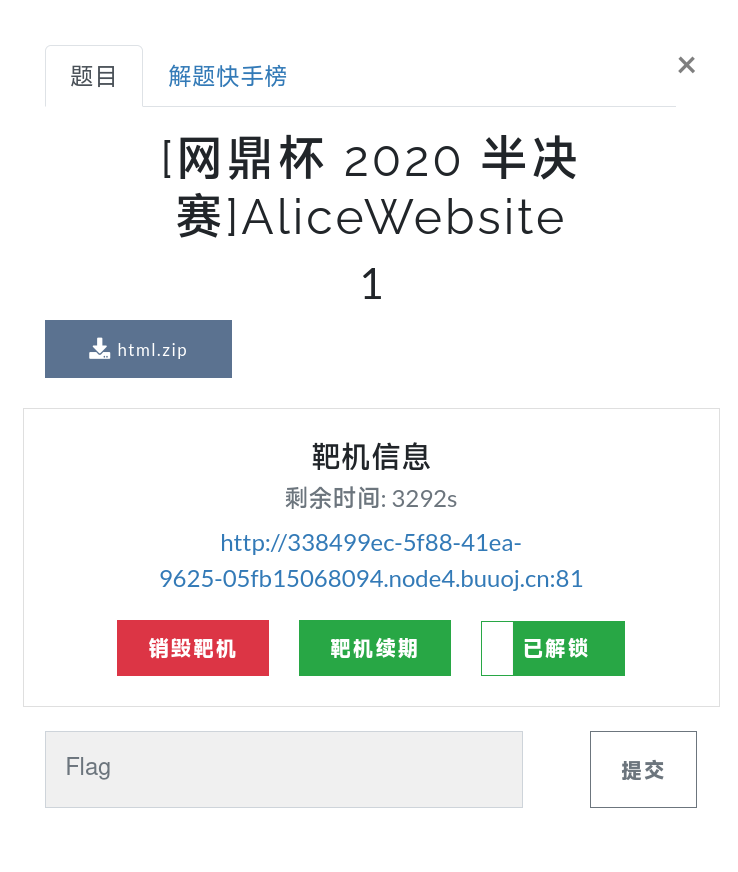 题目 解题快手榜 ×
[网鼎杯 2020 半决
赛]AliceWebsite
1
html.zip
靶机信息
剩余时间: 3292s
http://338499ec-5f88-41ea-
9625-05fb15068094.node4.buuoj.cn:81
销毁靶机 靶机续期 已解锁
Flag 提交